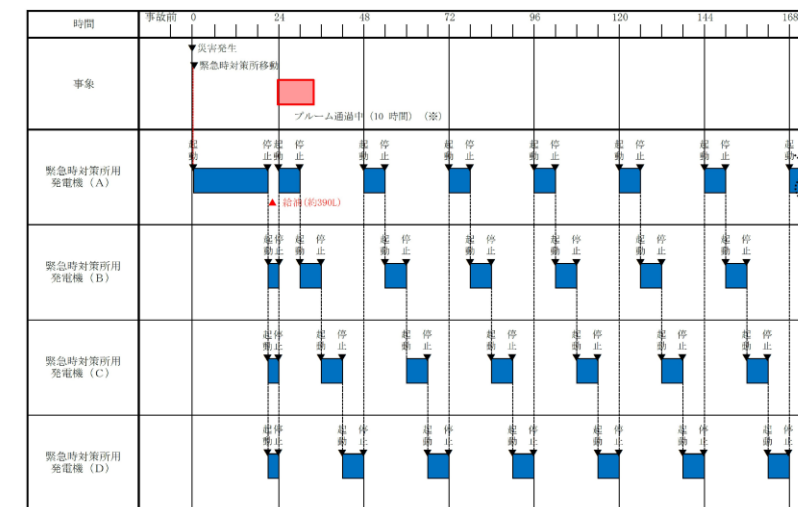 時間
事故前 0 24 48 72 96 120 144 168
事象
▼災害発生
▼緊急時対策所移動
プルーム通過中（10 時間）（※）
緊急時対策所用
発電機（A）
起動 停止 起動 停止 起動 停止 起動 停止 起動 停止 起動 停止 起動 停止 起動
▲ 給油(約390L)
緊急時対策所用
発電機（B）
起動 停止 起動 停止 起動 停止 起動 停止 起動 停止 起動 停止 起動 停止
緊急時対策所用
発電機（C）
起動 停止 起動 停止 起動 停止 起動 停止 起動 停止 起動 停止 起動 停止
緊急時対策所用
発電機（D）
起動 停止 起動 停止 起動 停止 起動 停止 起動 停止 起動 停止 起動 停止